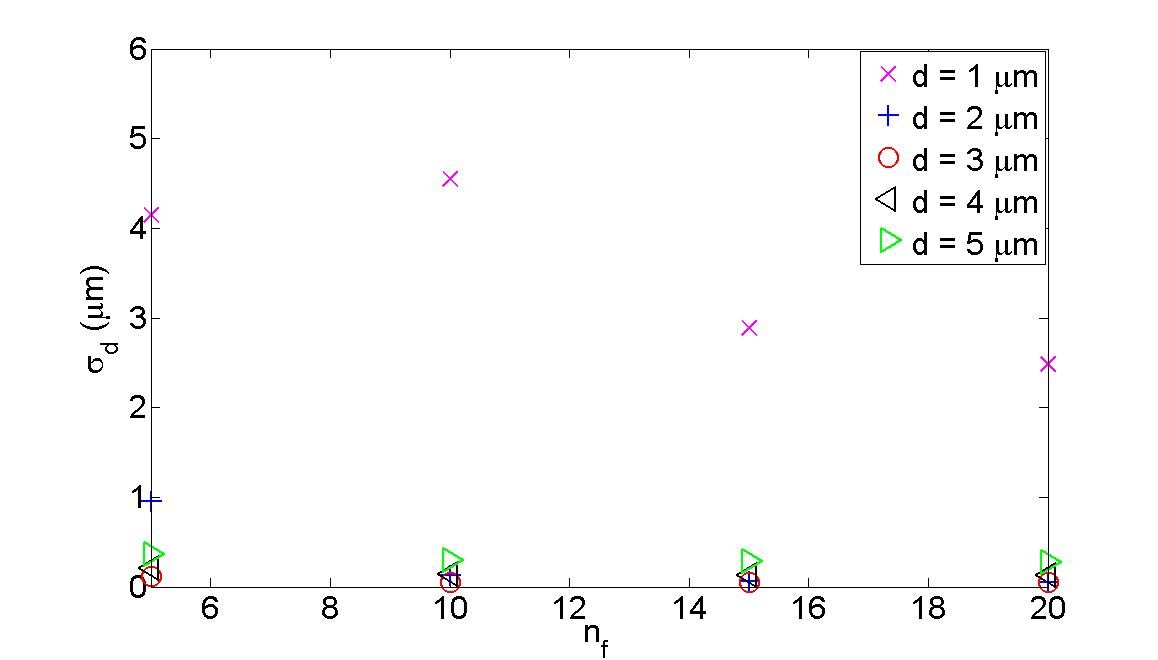 6
5
4
3
2
1
0
σd (μm)
6 8 10 12 14 16 18 20
nf
d = 1 μm
d = 2 μm
d = 3 μm
d = 4 μm
d = 5 μm